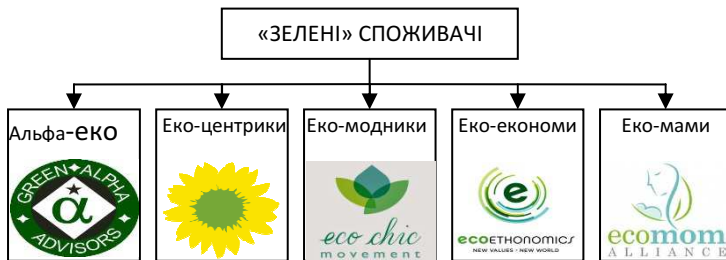 «ЗЕЛЕНІ» СПОЖИВАЧІ
Альфа-еко
GREEN ALPHA
α
ADVISORS
Еко-центрики
Еко-модники
eco chic
movement
Еко-економи
e
ecoethonomics
NEW VALUES - NEW WORLD
Еко-мами
ecomom
ALLIANCE